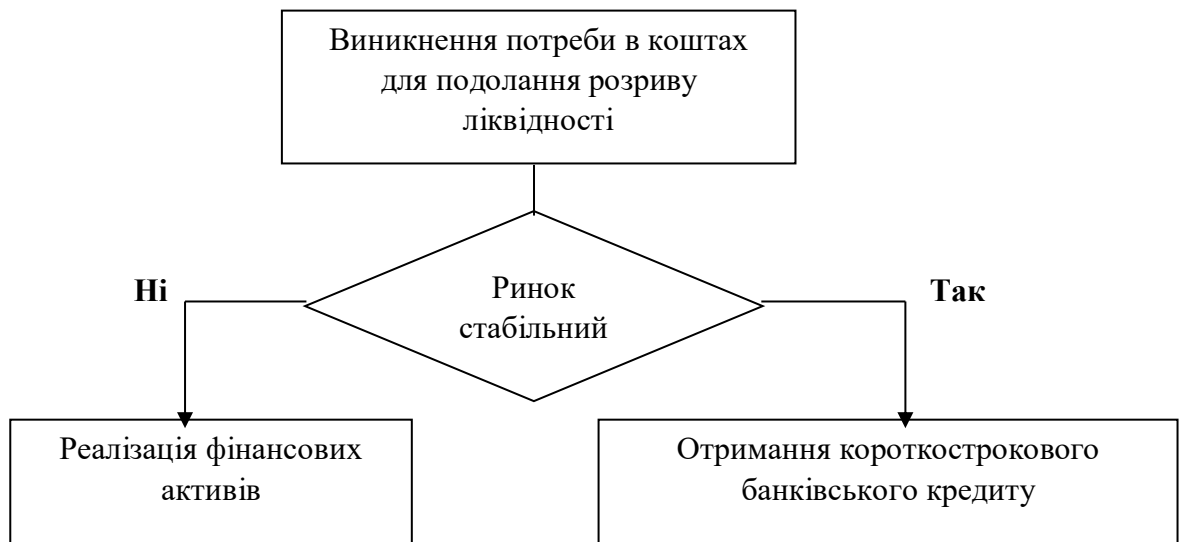 Виникнення потреби в коштах
для подолання розриву
ліквідності
Ні
Ринок
стабільний
Так
Реалізація фінансових
активів
Отримання короткострокового
банківського кредиту